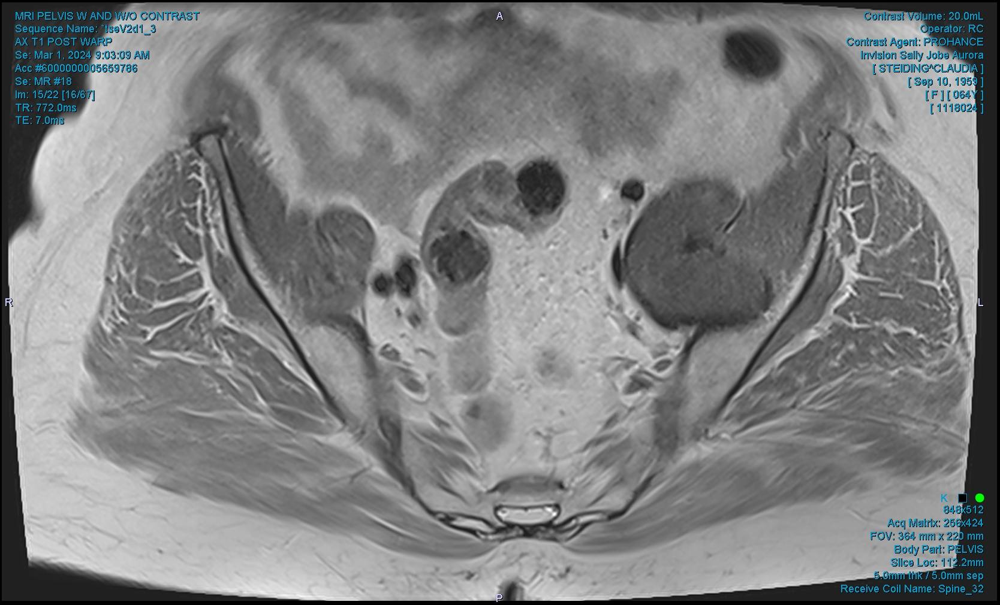 MRI PELVIS W AND W/O CONTRAST
Sequence Name: *tseV2d1_3
AX T1 POST WARP
Se: Mar 1, 2024 9:03:09 AM
Acc #6000000005659786
Se: MR #18
Im: 15/22 [16/67]
TR: 772.0ms
TE: 7.0ms
A
Contrast Volume: 20.0mL
Operator: RC
Contrast Agent: PROHANCE
Invision Sally Jobe Aurora
[ STEIDING^CLAUDIA ]
[ Sep 10, 1959 ]
[ F ] [ 064Y ]
[ 1118024 ]
R
L
K
848x512
Acq Matrix: 256x424
FOV: 364 mm x 220 mm
Body Part: PELVIS
Slice Loc: 112.2mm
5.0mm thk / 5.0mm sep
Receive Coil Name: Spine_32
P